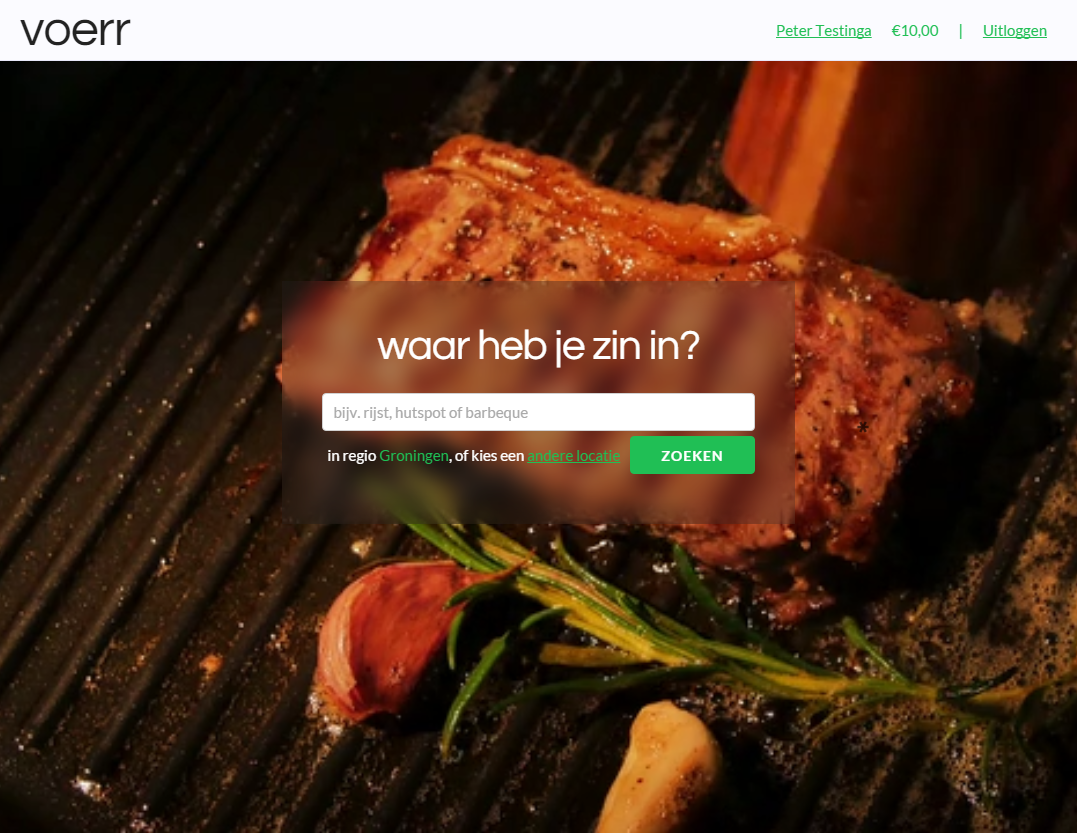 voerr
Peter Testinga €10,00 | Uitloggen
waar heb je zin in?
bijv. rijst, hutspot of barbeque
in regio Groningen, of kies een andere locatie ZOEKEN